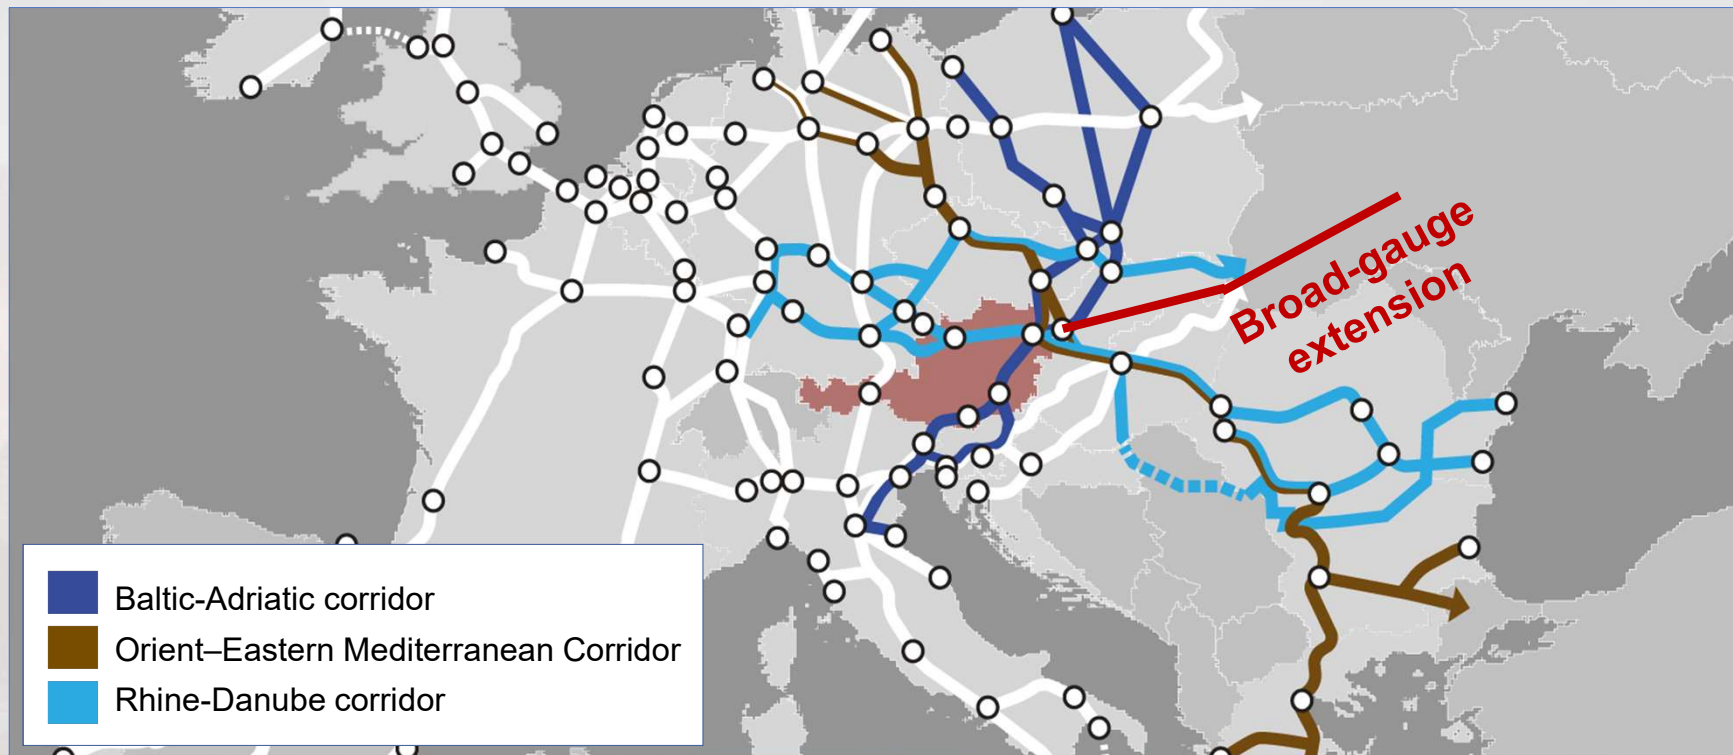 Broad-gauge
extension
Baltic-Adriatic corridor
Orient–Eastern Mediterranean Corridor
Rhine-Danube corridor